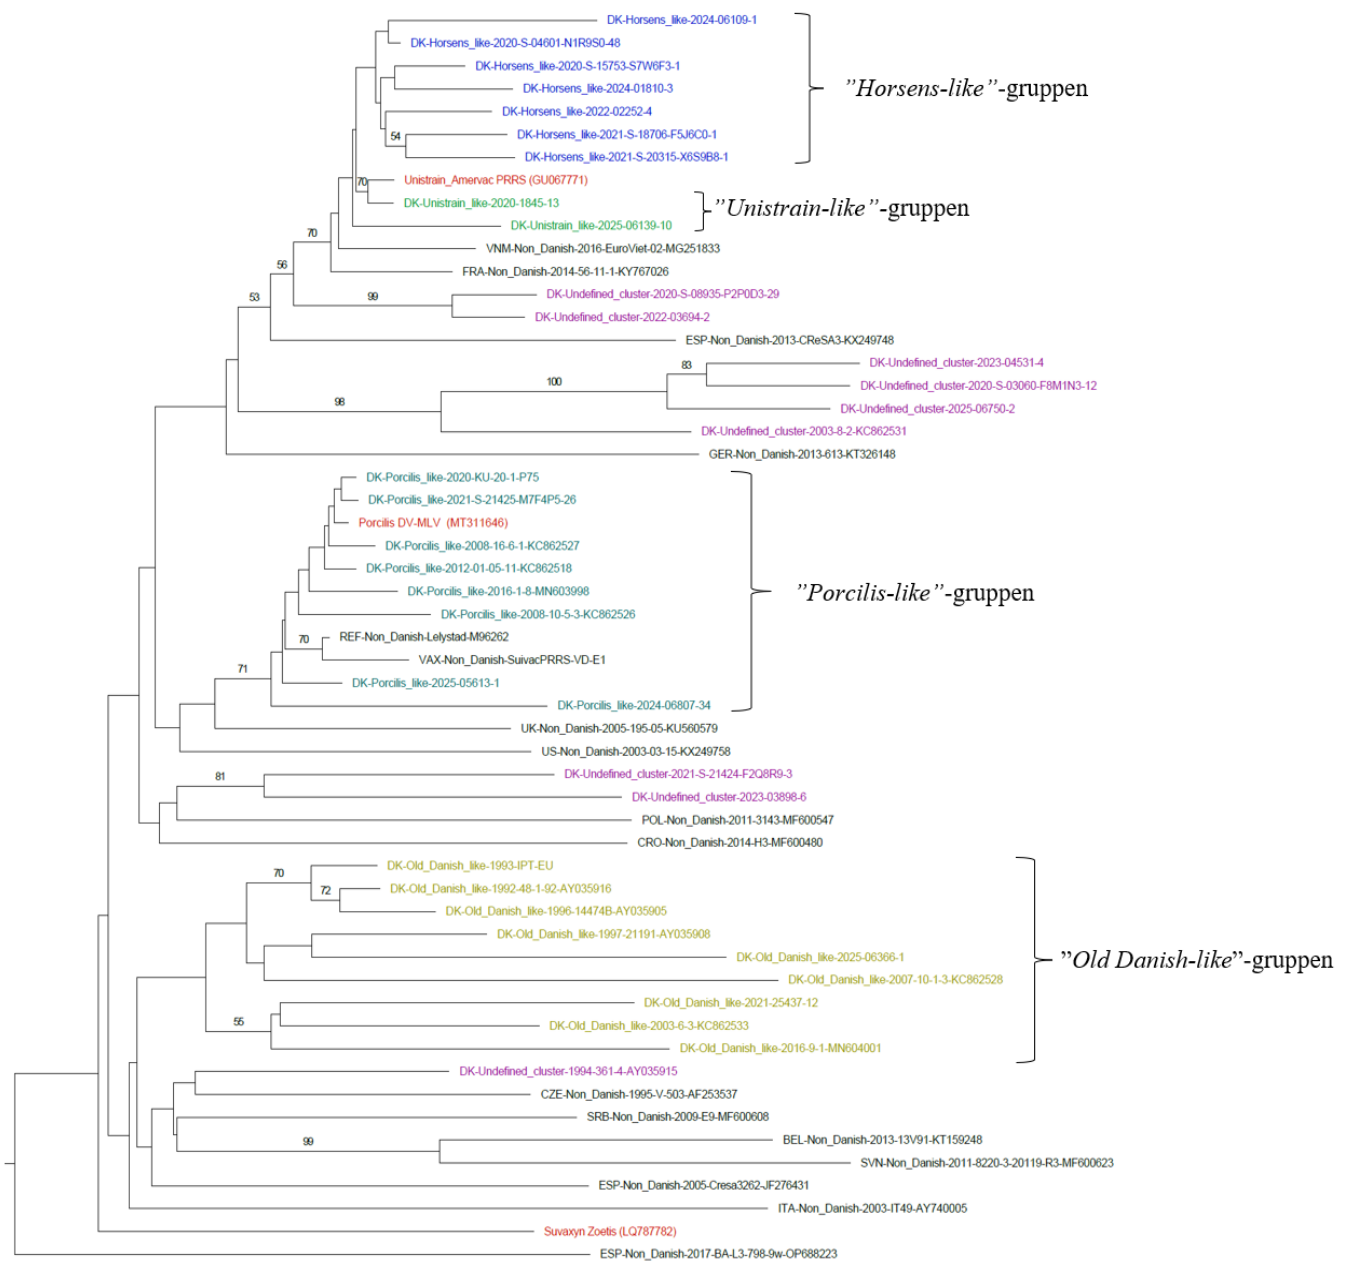 DK-Horsens_like-2024-06109-1
DK-Horsens_like-2020-S-04601-N1R9S0-48
DK-Horsens_like-2020-S-15753-S7W6F3-1
DK-Horsens_like-2024-01810-3
"Horsens-like"-gruppen
DK-Horsens_like-2022-02252-4
54
DK-Horsens_like-2021-S-18706-F5J6C0-1
DK-Horsens_like-2021-S-20315-X6S9B8-1
70
Unistrain_Amervac PRRS (GU067771)
DK-Unistrain_like-2020-1845-13
"Unistrain-like"-gruppen
DK-Unistrain_like-2025-06139-10
70
VNM-Non_Danish-2016-EuroViet-02-MG251833
56
FRA-Non_Danish-2014-56-11-1-KY767026
53
99
DK-Undefined_cluster-2020-S-08935-P2P0D3-29
DK-Undefined_cluster-2022-03694-2
ESP-Non_Danish-2013-CReSA3-KX249748
83
DK-Undefined_cluster-2023-04531-4
100
DK-Undefined_cluster-2020-S-03060-F8M1N3-12
98
DK-Undefined_cluster-2025-06750-2
DK-Undefined_cluster-2003-8-2-KC862531
GER-Non_Danish-2013-613-KT326148
DK-Porcilis_like-2020-KU-20-1-P75
DK-Porcilis_like-2021-S-21425-M7F4P5-26
Porcilis DV-MLV (MT311646)
DK-Porcilis_like-2008-16-6-1-KC862527
DK-Porcilis_like-2012-01-05-11-KC862518
DK-Porcilis_like-2016-1-8-MN603998
"Porcilis-like"-gruppen
DK-Porcilis_like-2008-10-5-3-KC862526
70
REF-Non_Danish-Lelystad-M96262
VAX-Non_Danish-SuivacPRRS-VD-E1
71
DK-Porcilis_like-2025-05613-1
DK-Porcilis_like-2024-06807-34
UK-Non_Danish-2005-195-05-KU560579
US-Non_Danish-2003-03-15-KX249758
81
DK-Undefined_cluster-2021-S-21424-F2Q8R9-3
DK-Undefined_cluster-2023-03898-6
POL-Non_Danish-2011-3143-MF600547
CRO-Non_Danish-2014-H3-MF600480
70
DK-Old_Danish_like-1993-IPT-EU
72
DK-Old_Danish_like-1992-48-1-92-AY035916
DK-Old_Danish_like-1996-14474B-AY035905
DK-Old_Danish_like-1997-21191-AY035908
DK-Old_Danish_like-2025-06366-1
"Old Danish-like"-gruppen
DK-Old_Danish_like-2007-10-1-3-KC862528
DK-Old_Danish_like-2021-25437-12
55
DK-Old_Danish_like-2003-6-3-KC862533
DK-Old_Danish_like-2016-9-1-MN604001
DK-Undefined_cluster-1994-361-4-AY035915
CZE-Non_Danish-1995-V-503-AF253537
SRB-Non_Danish-2009-E9-MF600608
99
BEL-Non_Danish-2013-13V91-KT159248
SVN-Non_Danish-2011-8220-3-20119-R3-MF600623
ESP-Non_Danish-2005-Cresa3262-JF276431
ITA-Non_Danish-2003-IT49-AY740005
Suvaxyn Zoetis (LQ787782)
ESP-Non_Danish-2017-BA-L3-798-9w-OP688223